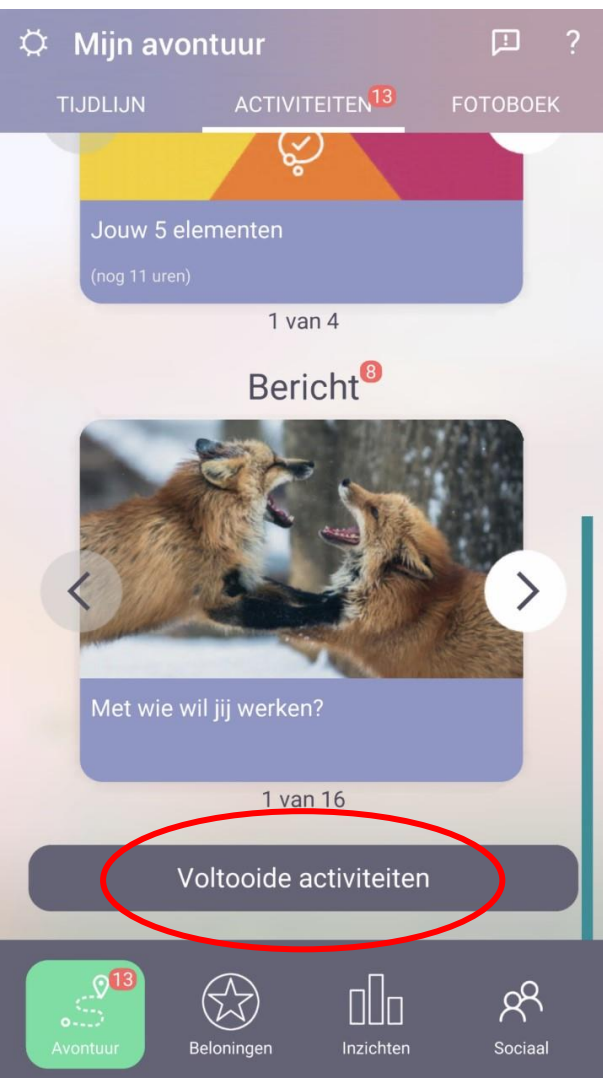 Mijn avontuur ?
TIJDLIJN ACTIVITEITEN 13 FOTOBOEK
Jouw 5 elementen
(nog 11 uren)
1 van 4
Bericht 8
Met wie wil jij werken?
1 van 16
Voltooide activiteiten
13
Avontuur Beloningen Inzichten Sociaal